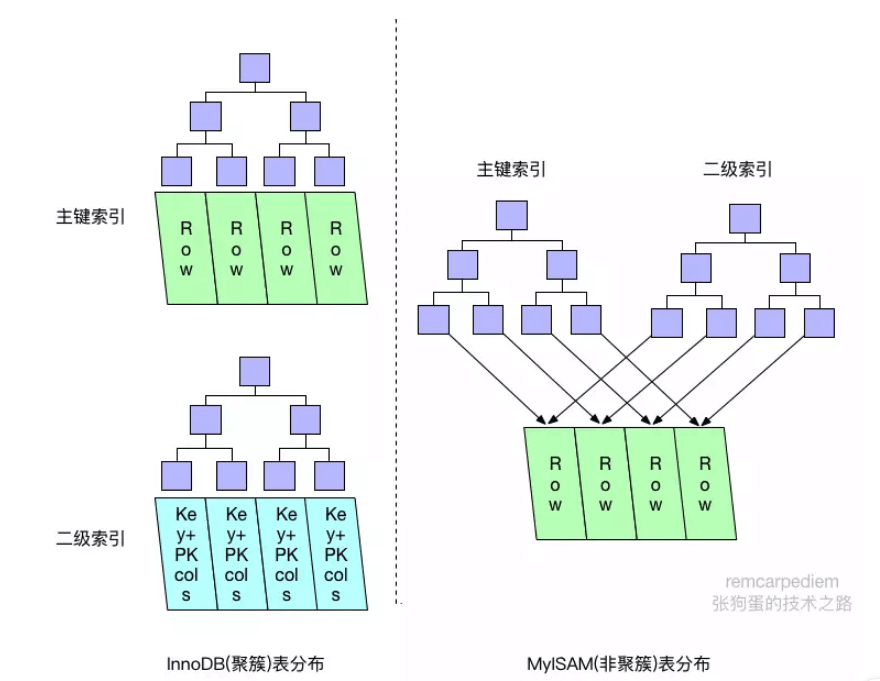 主键索引
Row
Row
Row
Row
二级索引
Key+PK cols
Key+PK cols
Key+PK cols
Key+PK cols
InnoDB(聚簇)表分布
主键索引
二级索引
Row
Row
Row
Row
remcarpediem
张狗蛋的技术之路
MyISAM(非聚簇)表分布